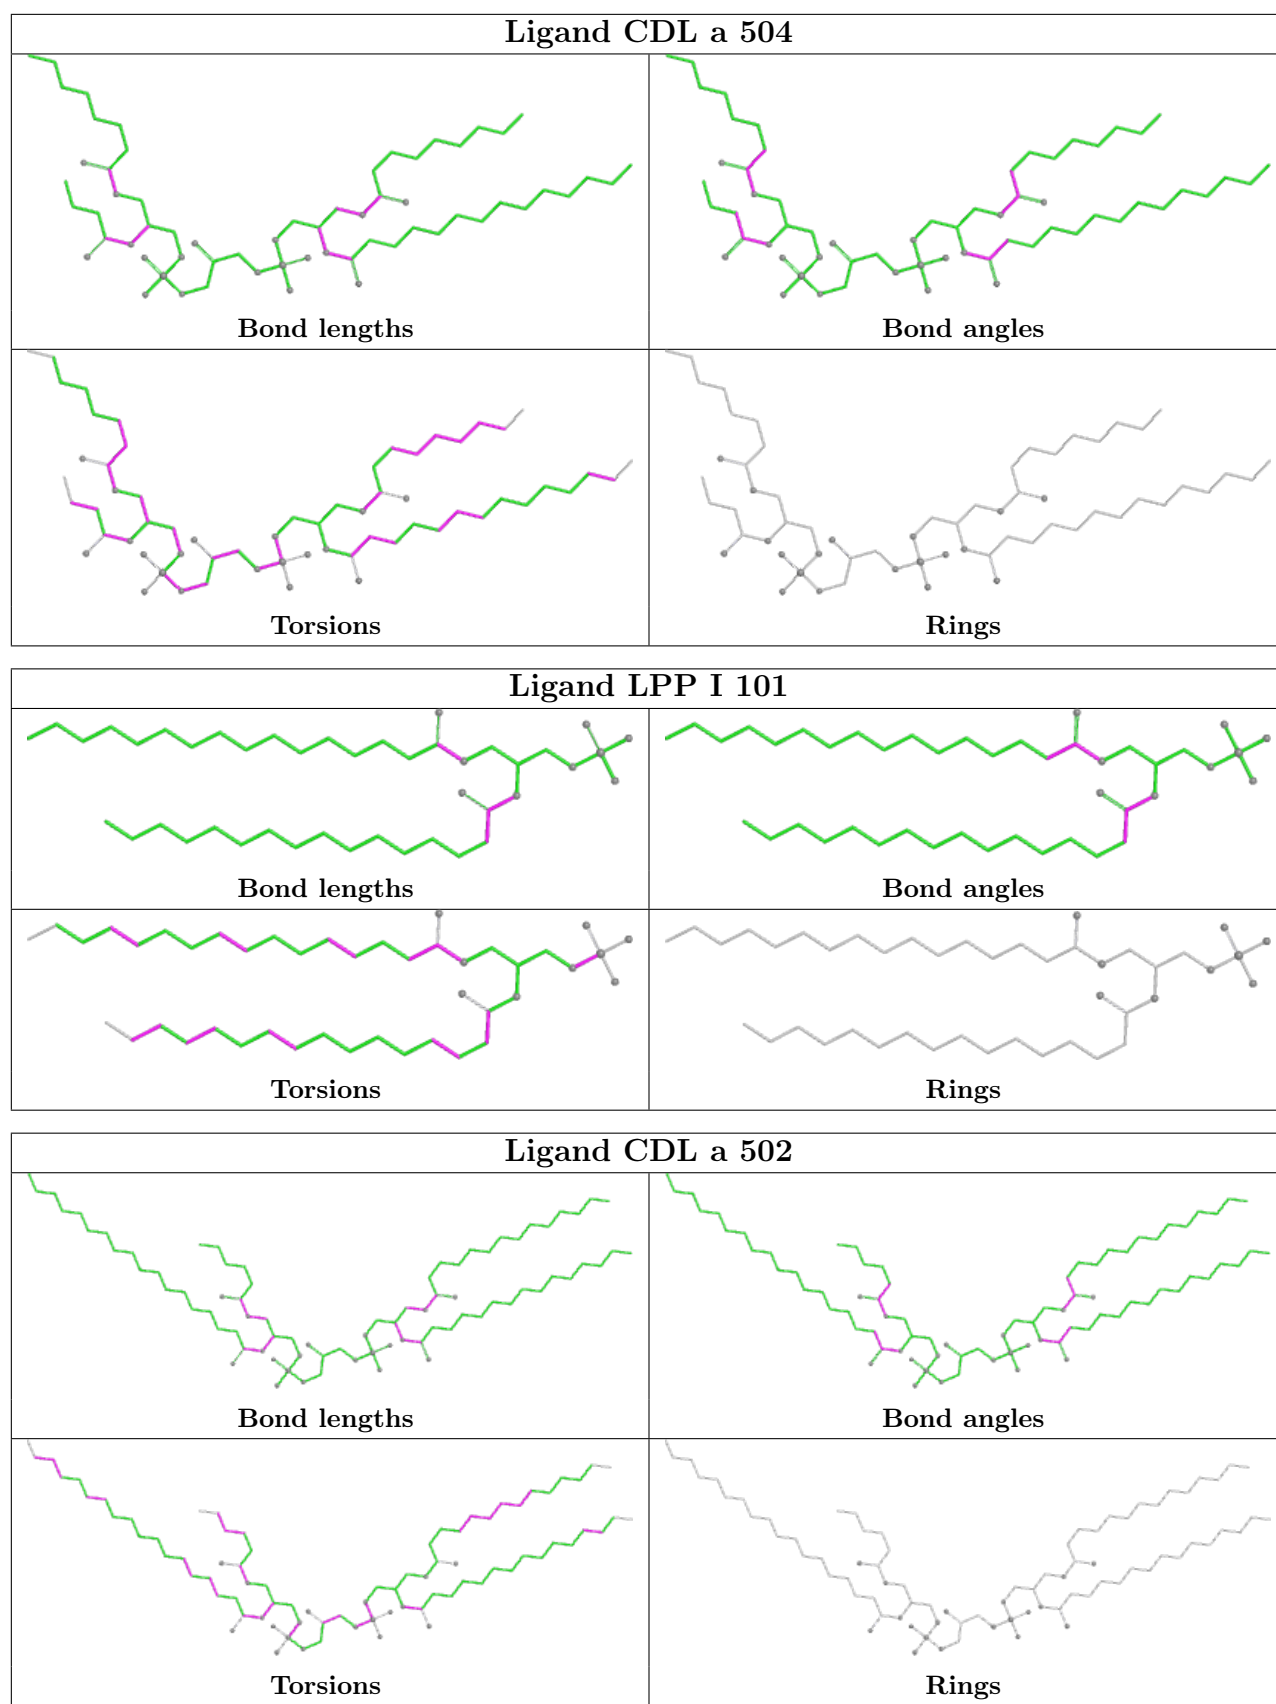 Ligand CDL a 504
Bond lengths
Bond angles
Torsions
Rings
Ligand LPP I 101
Bond lengths
Bond angles
Torsions
Rings
Ligand CDL a 502
Bond lengths
Bond angles
Torsions
Rings